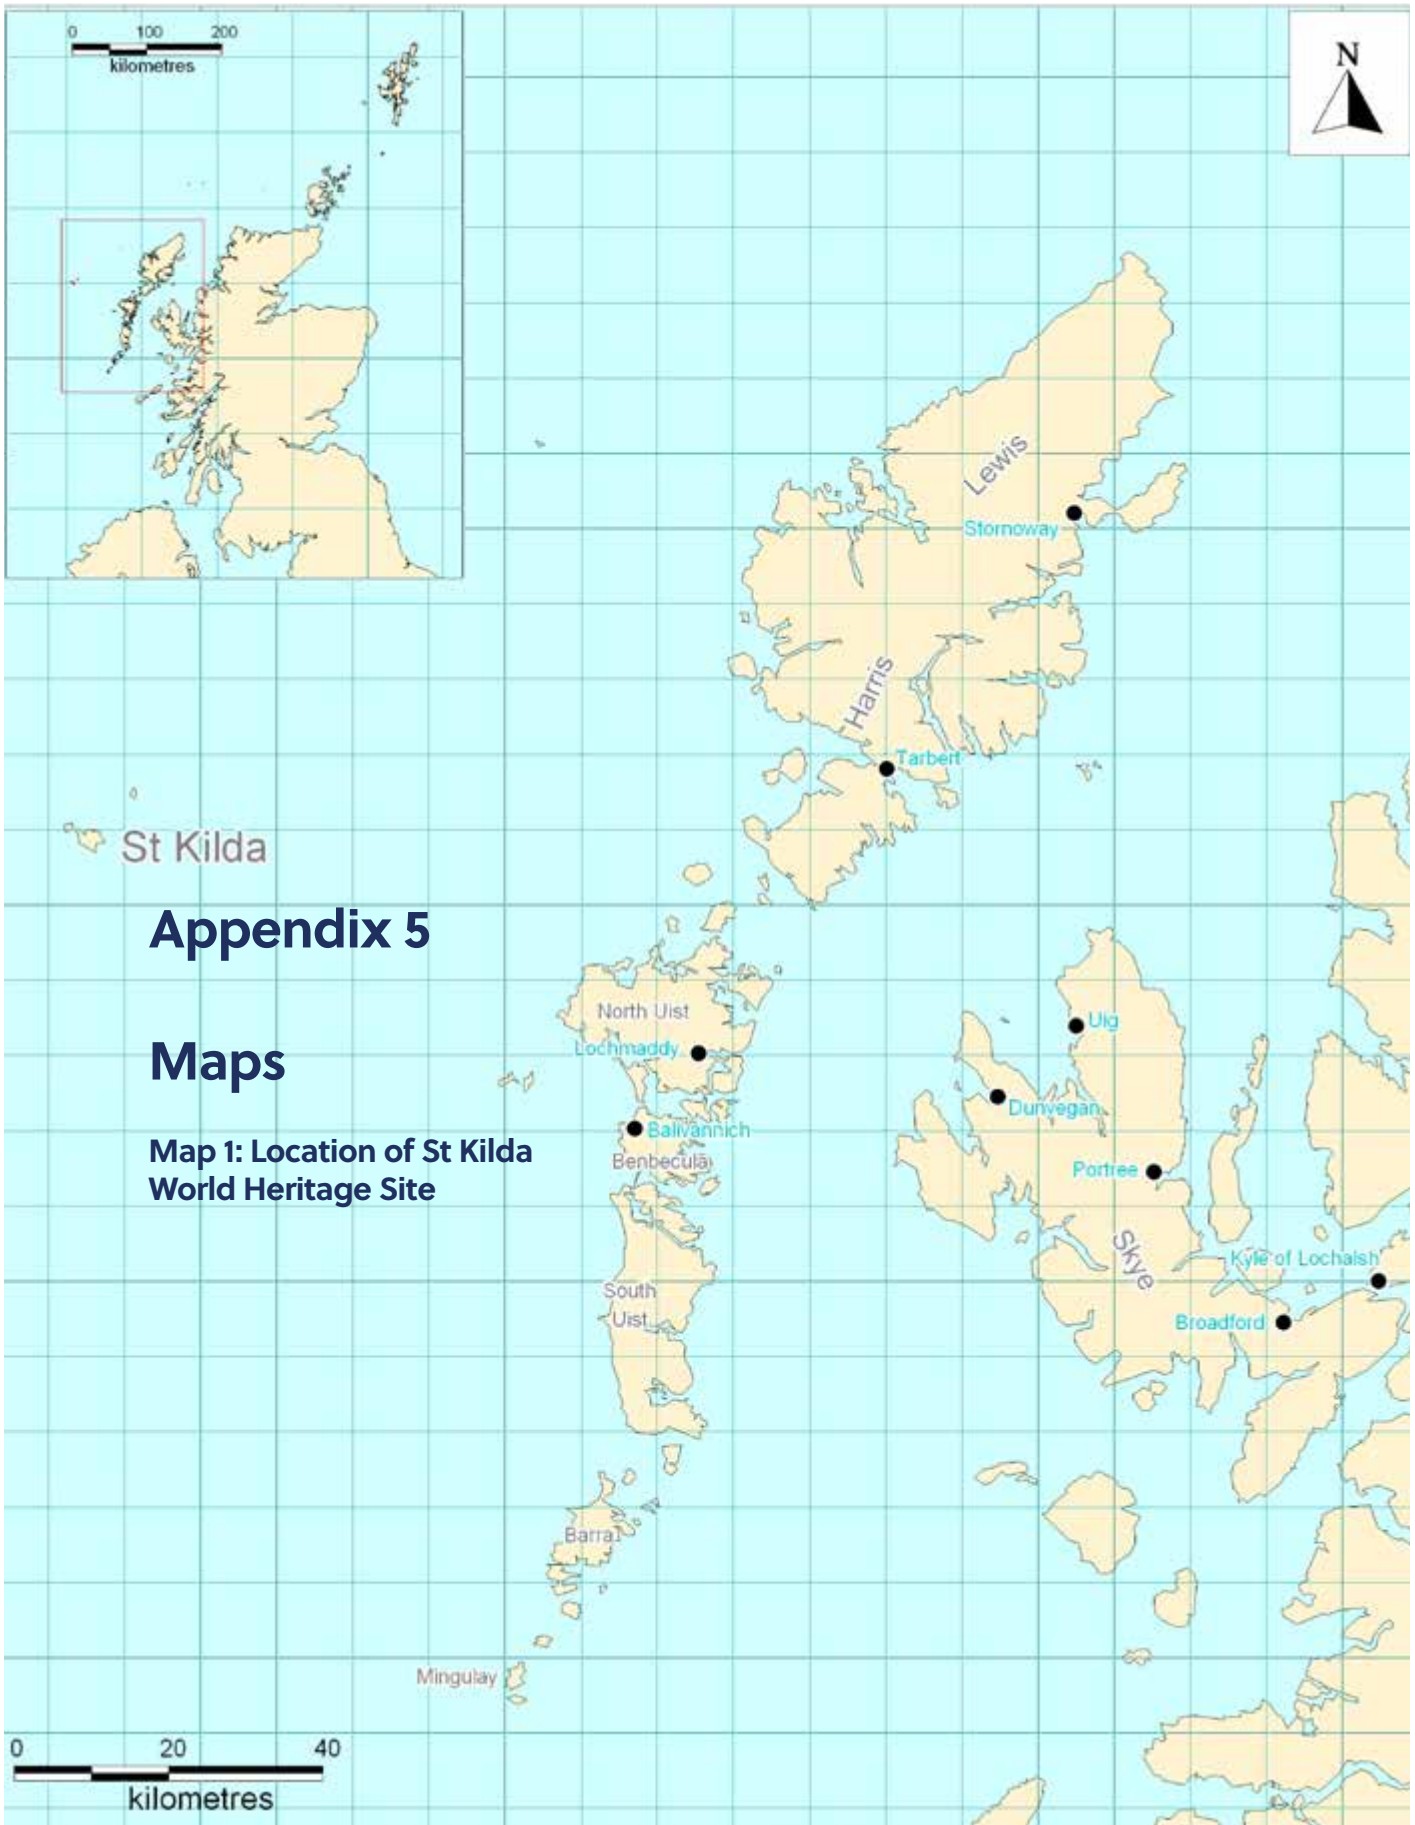 0 100 200
kilometres
N
Lewis
Stornoway
Harris
Tarbert
St Kilda
Appendix 5
Maps
Map 1: Location of St Kilda
World Heritage Site
North Uist
Lochmaddy
Balivannich
Benbecula
South
Uist
Barra
Mingulay
Uig
Dunvegan
Portree
Skye
Kyle of Lochalsh
Broadford
0 20 40
kilometres